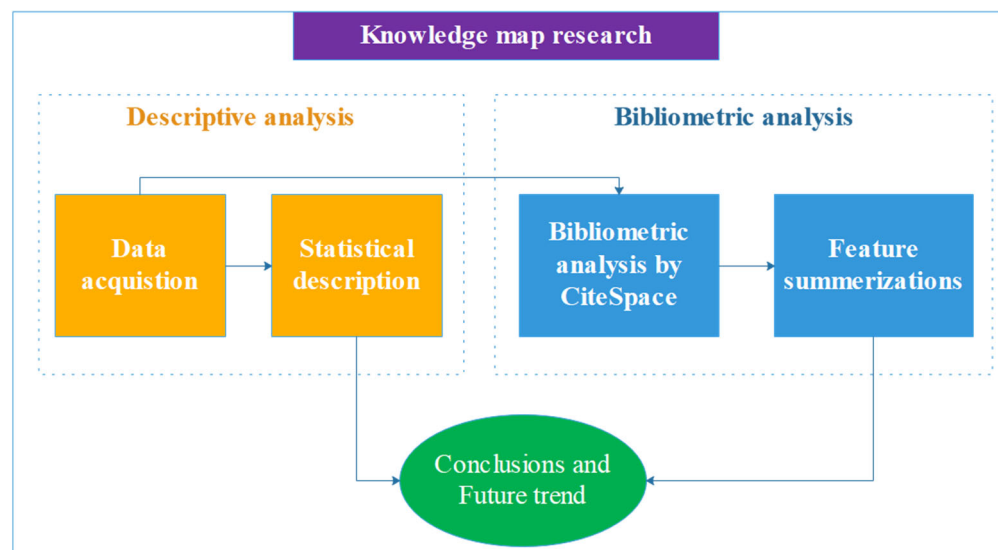 Knowledge map research
Descriptive analysis
Bibliometric analysis
Data
acquistion
Statistical
description
Bibliometric
analysis by
CiteSpace
Feature
summerizations
Conclusions and
Future trend